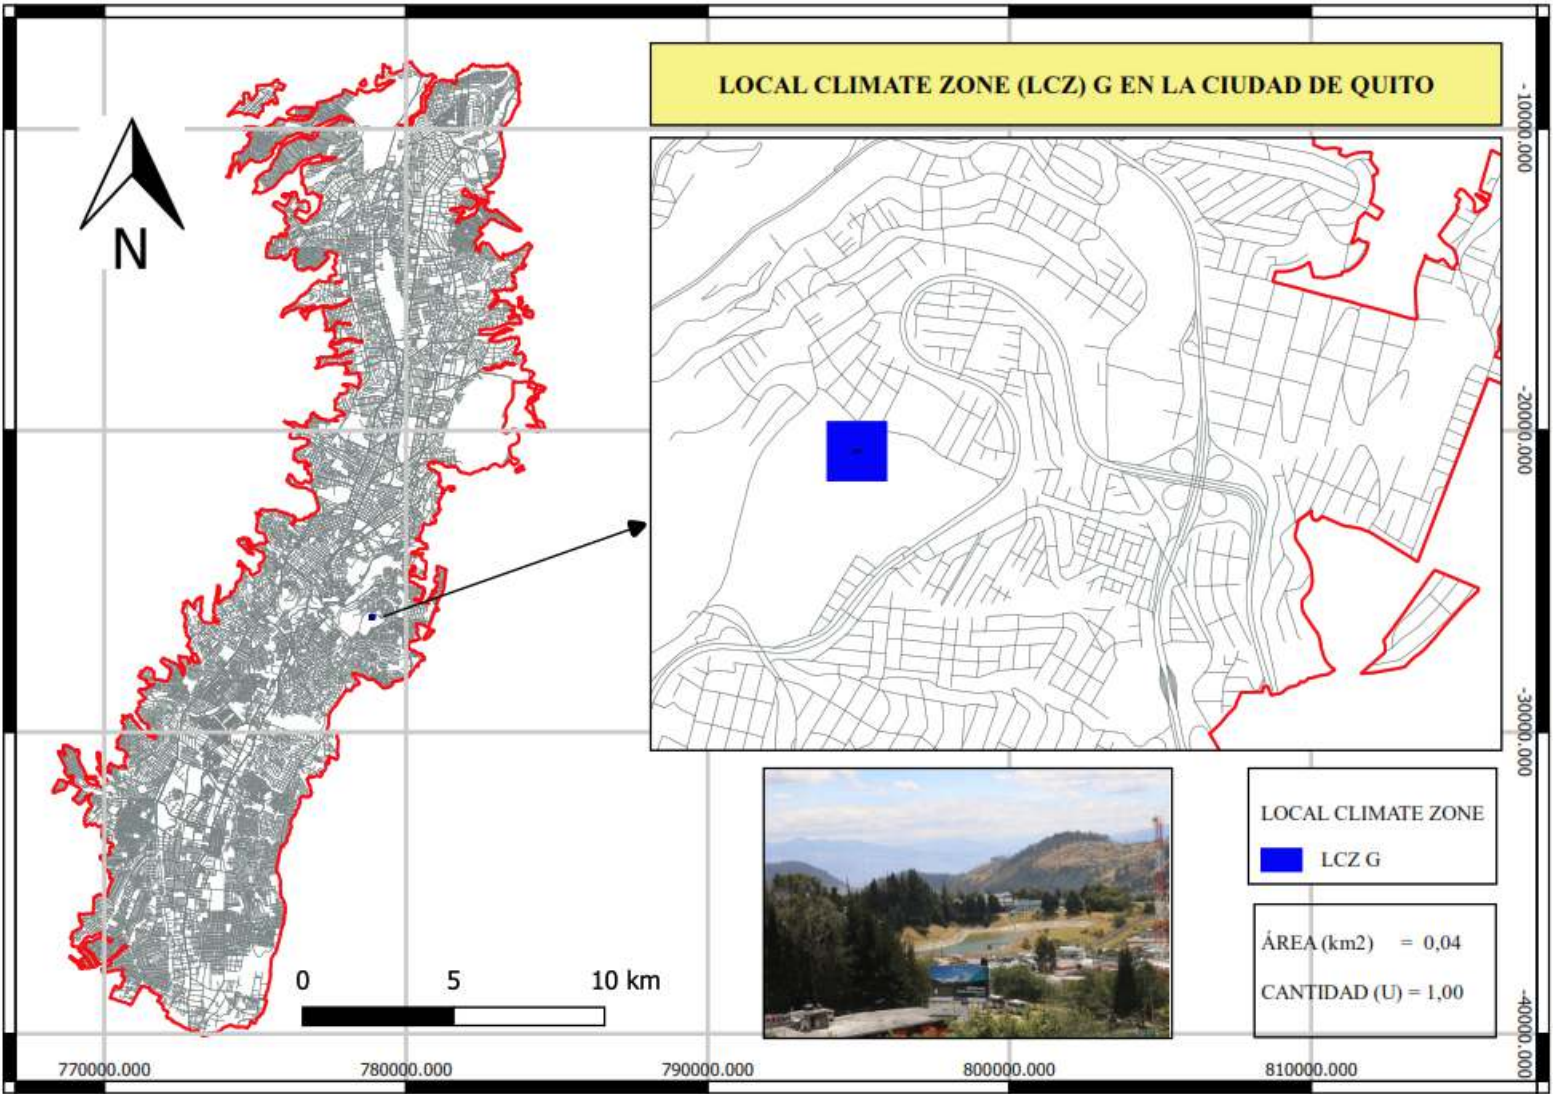 LOCAL CLIMATE ZONE (LCZ) G EN LA CIUDAD DE QUITO
N
-10000.000
-20000.000
-30000.000
-40000.000
LOCAL CLIMATE ZONE
LCZ G
ÁREA (km2) = 0,04
CANTIDAD (U) = 1,00
0 5 10 km
770000.000 780000.000 790000.000 800000.000 810000.000